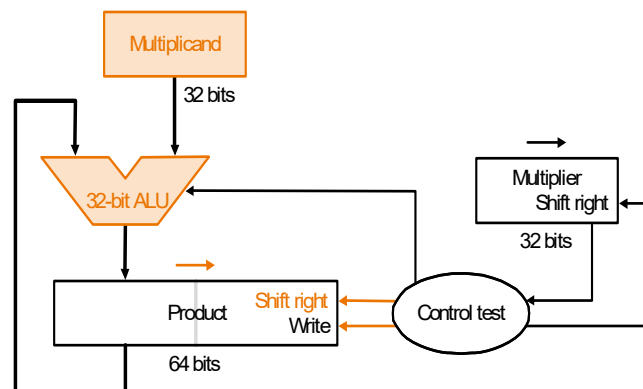 Multiplicand
32 bits
32-bit ALU
Multiplier
Shift right
32 bits
Product
Shift right
Write
Control test
64 bits